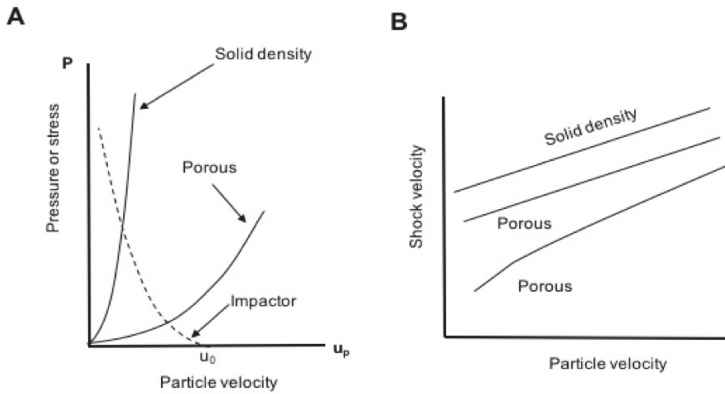 A
P
Solid density
Pressure or stress
Porous
Impactor
u0
up
Particle velocity
B
Shock velocity
Solid density
Porous
Porous
Particle velocity